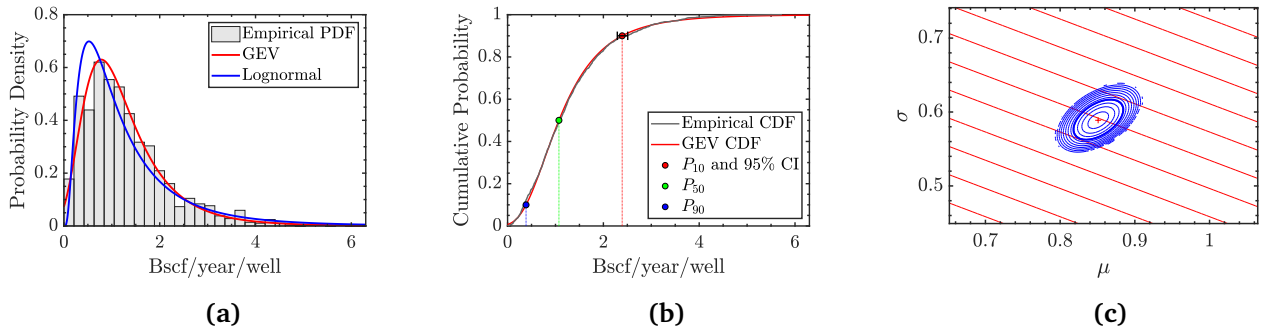 0.8
0.6
0.4
0.2
0
0
2
4
6
Probability Density
Bscf/year/well
Empirical PDF
GEV
Lognormal
(a)
1
0.8
0.6
0.4
0.2
0
0
2
4
6
Cumulative Probability
Bscf/year/well
Empirical CDF
GEV CDF
P10 and 95% CI
P50
P90
(b)
0.7
0.6
0.5
0.7
0.8
0.9
1
σ
μ
(c)